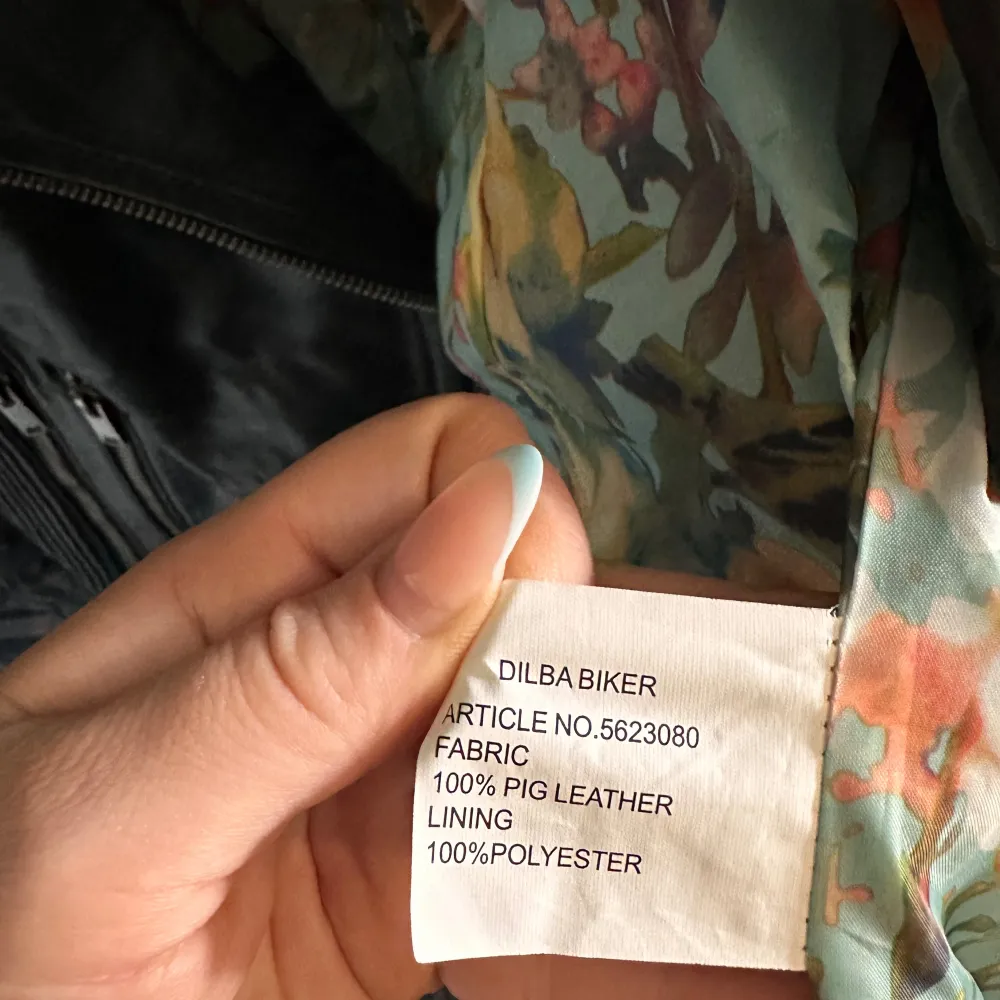 DILBA BIKER
ARTICLE NO.5623080
FABRIC
100% PIG LEATHER
LINING
100%POLYESTER